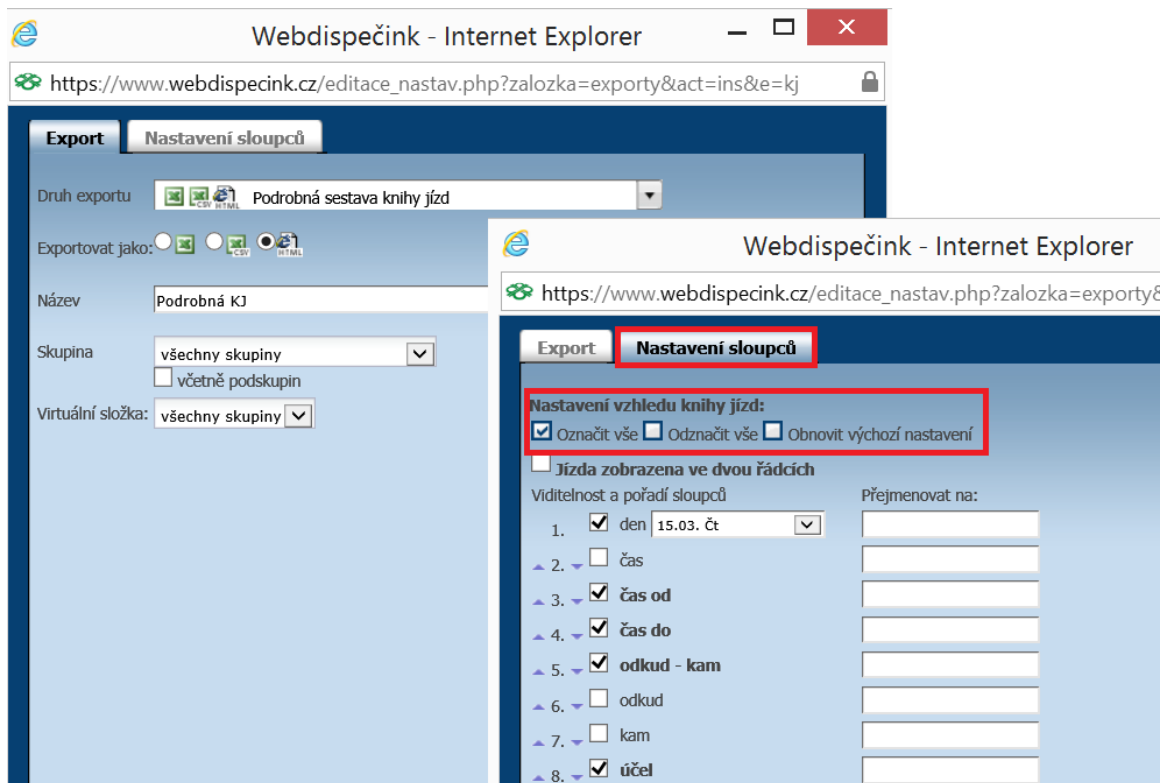 Webdispečink - Internet Explorer
https://www.webdispecink.cz/editace_nastav.php?zalozka=exporty&act=ins&e=kj
Export Nastavení sloupců
Druh exportu CSV HTML Podrobná sestava knihy jízd
Exportovat jako: CSV HTML
Název Podrobná KJ
Skupina všechny skupiny
včetně podskupin
Virtuální složka: všechny skupiny
Webdispečink - Internet Explorer
https://www.webdispecink.cz/editace_nastav.php?zalozka=exporty&
Export Nastavení sloupců
Nastavení vzhledu knihy jízd:
Označit vše Odznačit vše Obnovit výchozí nastavení
Jízda zobrazena ve dvou řádcích
Viditelnost a pořadí sloupců Přejmenovat na:
1. den 15.03. Čt
2. čas
3. čas od
4. čas do
5. odkud - kam
6. odkud
7. kam
8. účel